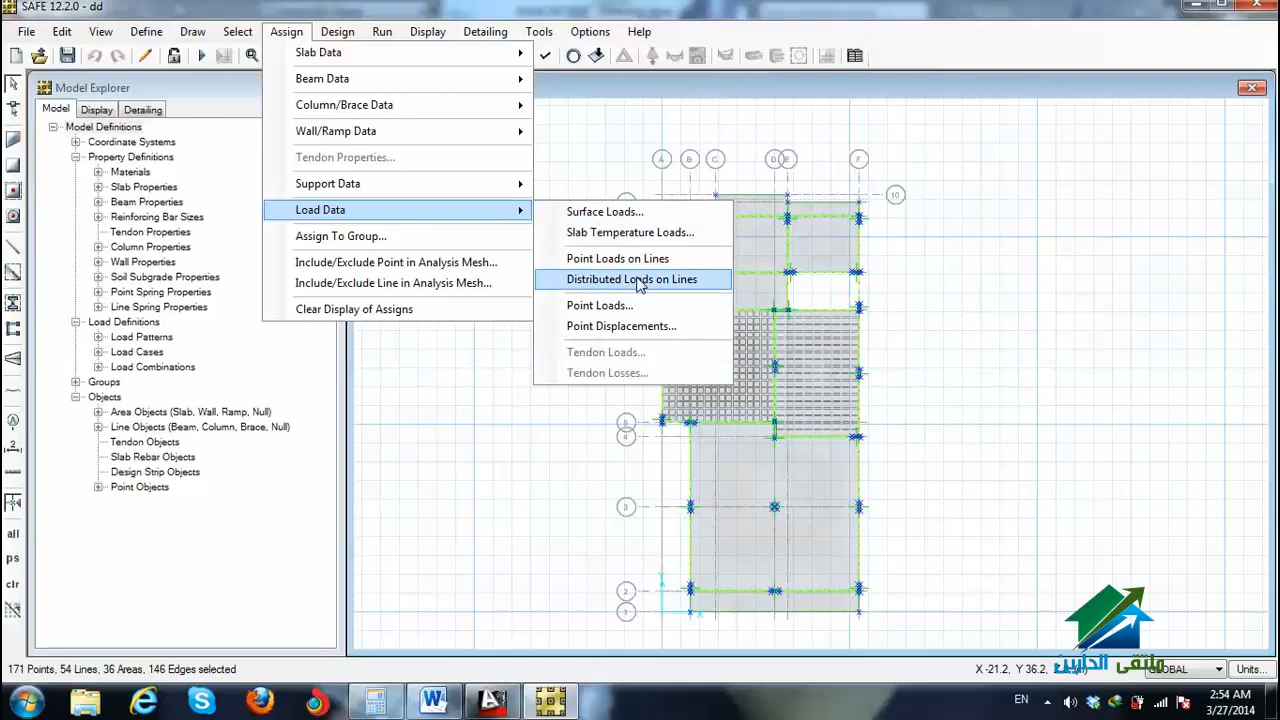 SAFE 12.2.0 - dd
File Edit View Define Draw Select Assign Design Run Display Detailing Tools Options Help
Model Explorer
Model Display Detailing
Model Definitions
Coordinate Systems
Property Definitions
Materials
Slab Properties
Beam Properties
Reinforcing Bar Sizes
Tendon Properties
Column Properties
Wall Properties
Soil Subgrade Properties
Point Spring Properties
Line Spring Properties
Load Definitions
Load Patterns
Load Cases
Load Combinations
Groups
Objects
Area Objects (Slab, Wall, Ramp, Null)
Line Objects (Beam, Column, Brace, Null)
Tendon Objects
Slab Rebar Objects
Design Strip Objects
Point Objects
all
ps
clr
Slab Data
Beam Data
Column/Brace Data
Wall/Ramp Data
Tendon Properties...
Support Data
Load Data
Assign To Group...
Include/Exclude Point in Analysis Mesh...
Include/Exclude Line in Analysis Mesh...
Clear Display of Assigns
Surface Loads...
Slab Temperature Loads...
Point Loads on Lines
Distributed Loads on Lines
Point Loads...
Point Displacements...
Tendon Loads...
Tendon Losses...
A B C D E F
10
5
4
3
2
1
ملتقى الخاربين
171 Points, 54 Lines, 36 Areas, 146 Edges selected
X -21.2, Y 36.2, Z
GLOBAL
Units...
EN
2:54 AM
3/27/2014